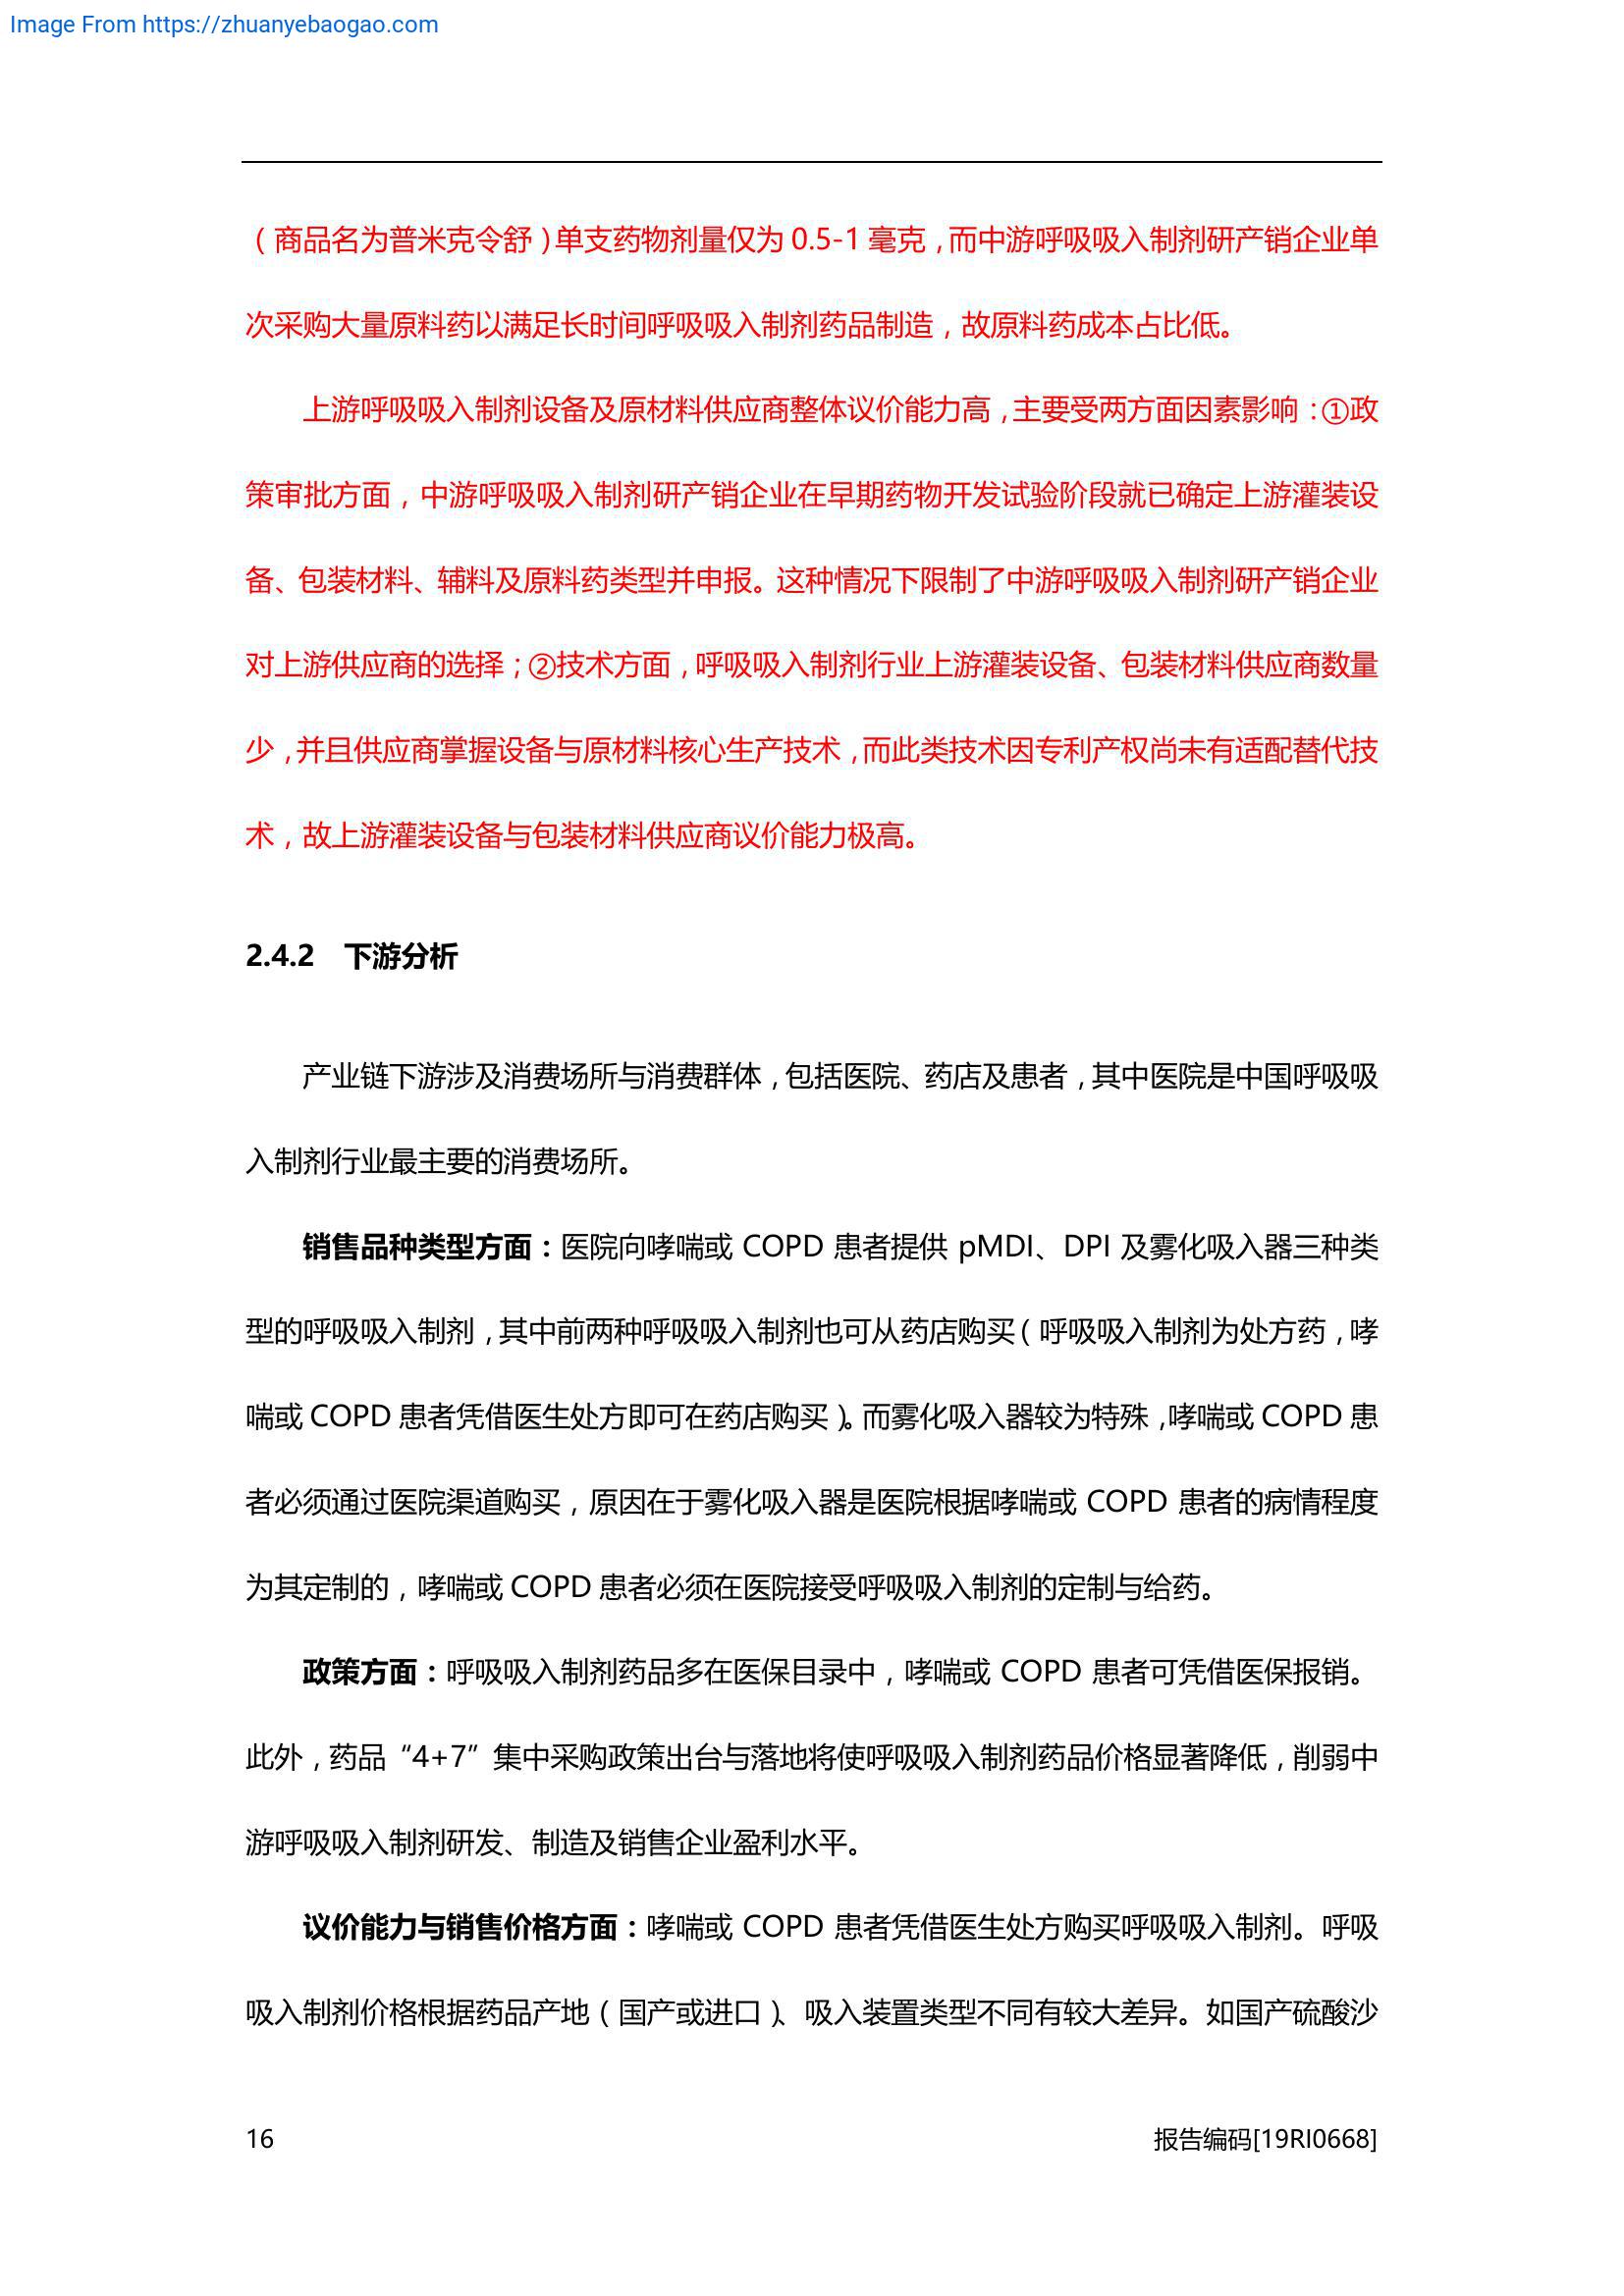 Image From https://zhuanyebaogao.com
（商品名为普米克令舒）单支药物剂量仅为 0.5-1 毫克，而中游呼吸吸入制剂研产销企业单
次采购大量原料药以满足长时间呼吸吸入制剂药品制造，故原料药成本占比低。
上游呼吸吸入制剂设备及原材料供应商整体议价能力高，主要受两方面因素影响：①政
策审批方面，中游呼吸吸入制剂研产销企业在早期药物开发试验阶段就已确定上游灌装设
备、包装材料、辅料及原料药类型并申报。这种情况下限制了中游呼吸吸入制剂研产销企业
对上游供应商的选择；②技术方面，呼吸吸入制剂行业上游灌装设备、包装材料供应商数量
少，并且供应商掌握设备与原材料核心生产技术，而此类技术因专利产权尚未有适配替代技
术，故上游灌装设备与包装材料供应商议价能力极高。
2.4.2 下游分析
产业链下游涉及消费场所与消费群体，包括医院、药店及患者，其中医院是中国呼吸吸
入制剂行业最主要的消费场所。
销售品种类型方面：医院向哮喘或 COPD 患者提供 pMDI、DPI 及雾化吸入器三种类
型的呼吸吸入制剂，其中前两种呼吸吸入制剂也可从药店购买（呼吸吸入制剂为处方药，哮
喘或 COPD 患者凭借医生处方即可在药店购买）。而雾化吸入器较为特殊，哮喘或 COPD 患
者必须通过医院渠道购买，原因在于雾化吸入器是医院根据哮喘或 COPD 患者的病情程度
为其定制的，哮喘或 COPD 患者必须在医院接受呼吸吸入制剂的定制与给药。
政策方面：呼吸吸入制剂药品多在医保目录中，哮喘或 COPD 患者可凭借医保报销。
此外，药品“4+7”集中采购政策出台与落地将使呼吸吸入制剂药品价格显著降低，削弱中
游呼吸吸入制剂研发、制造及销售企业盈利水平。
议价能力与销售价格方面：哮喘或 COPD 患者凭借医生处方购买呼吸吸入制剂。呼吸
吸入制剂价格根据药品产地（国产或进口）、吸入装置类型不同有较大差异。如国产硫酸沙
16
报告编码[19RI0668]